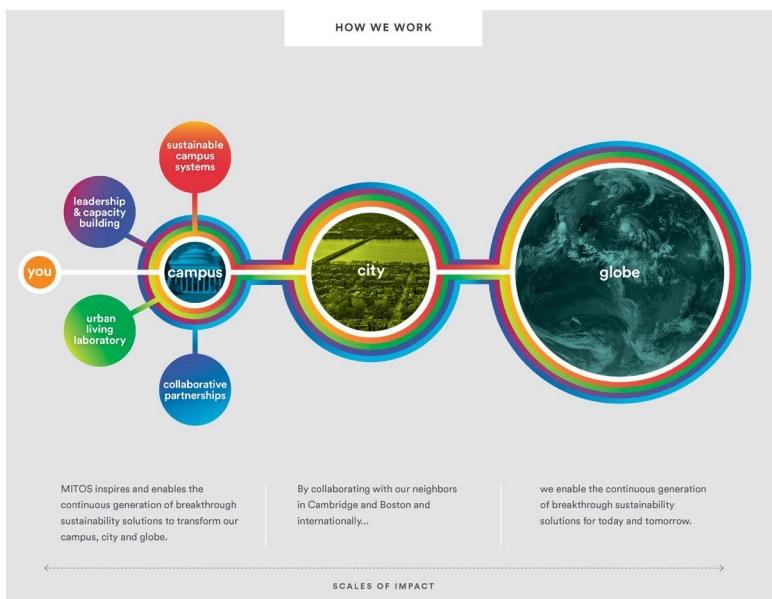 HOW WE WORK
sustainable
campus
systems
leadership
& capacity
building
you
campus
city
globe
urban
living
laboratory
collaborative
partnerships
MITOS inspires and enables the
continuous generation of breakthrough
sustainability solutions to transform our
campus, city and globe.
By collaborating with our neighbors
in Cambridge and Boston and
internationally...
we enable the continuous generation
of breakthrough sustainability
solutions for today and tomorrow.
SCALES OF IMPACT